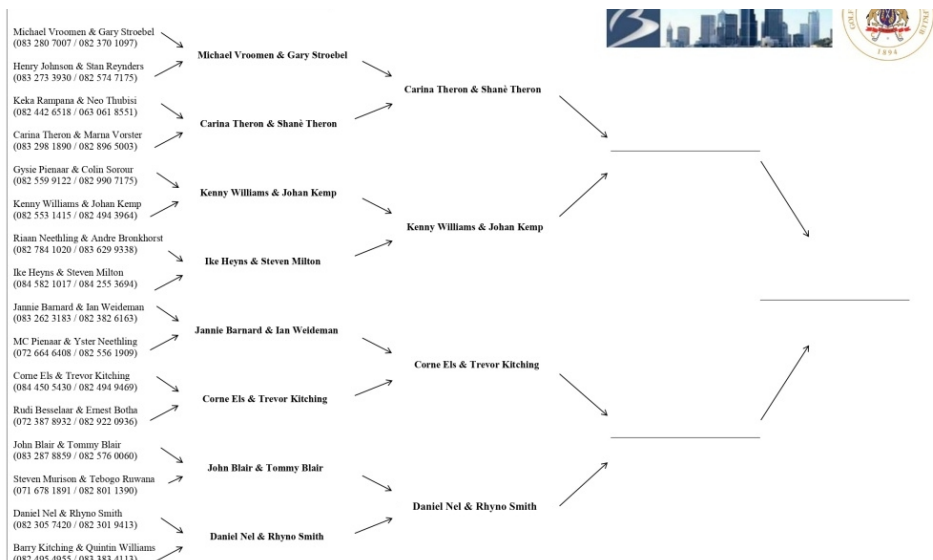 Michael Vroomen & Gary Stroebel
(083 280 7007 / 082 370 1097)
Henry Johnson & Stan Reynders
(083 273 3930 / 082 574 7175)
Keka Rampana & Neo Thubisi
(082 442 6518 / 063 061 8551)
Carina Theron & Marna Vorster
(083 298 1890 / 082 896 5003)
Gysie Pienaar & Colin Sorour
(082 559 9122 / 082 990 7175)
Kenny Williams & Johan Kemp
(082 553 1415 / 082 494 3964)
Riaan Neethling & Andre Bronkhorst
(082 784 1020 / 083 629 9338)
Ike Heyns & Steven Milton
(084 582 1017 / 084 255 3694)
Jannie Barnard & Ian Weideman
(083 262 3183 / 082 382 6163)
MC Pienaar & Yster Neethling
(072 664 6408 / 082 556 1909)
Corne Els & Trevor Kitching
(084 450 5430 / 082 494 9469)
Rudi Besselaar & Ernest Botha
(072 387 8932 / 082 922 0936)
John Blair & Tommy Blair
(083 287 8859 / 082 576 0060)
Steven Murison & Tebogo Ruwana
(071 678 1891 / 082 801 1390)
Daniel Nel & Rhyno Smith
(082 305 7420 / 082 301 9413)
Barry Kitching & Quintin Williams
(082 495 4955 / 083 383 4113)
Michael Vroomen & Gary Stroebel
Carina Theron & Shanè Theron
Kenny Williams & Johan Kemp
Ike Heyns & Steven Milton
Jannie Barnard & Ian Weideman
Corne Els & Trevor Kitching
John Blair & Tommy Blair
Daniel Nel & Rhyno Smith
Carina Theron & Shanè Theron
Kenny Williams & Johan Kemp
Corne Els & Trevor Kitching
Daniel Nel & Rhyno Smith
1894